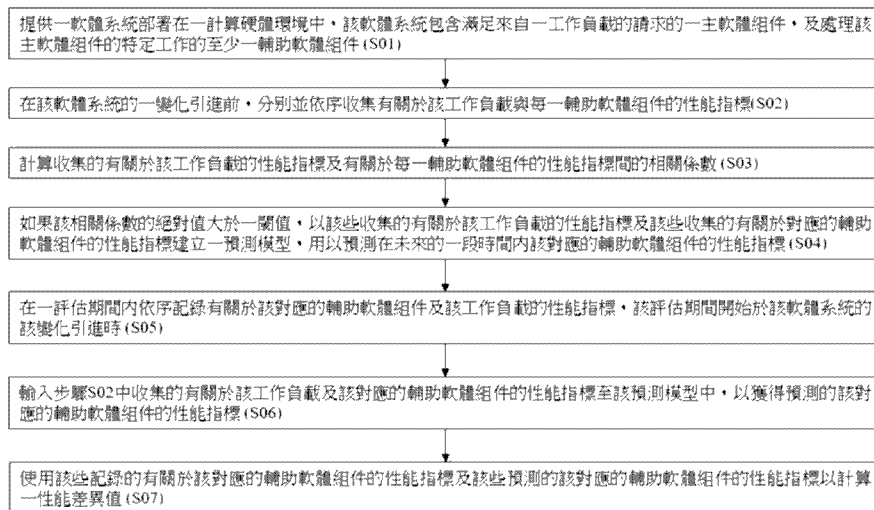 提供一軟體系統部署在一計算硬體環境中，該軟體系統包含滿足來自一工作負載的請求的一主軟體組件，及處理該
主軟體組件的特定工作的至少一輔助軟體組件(S01)
在該軟體系統的一變化引進前，分別並依序收集有關於該工作負載與每一輔助軟體組件的性能指標(S02)
計算收集的有關於該工作負載的性能指標及有關於每一輔助軟體組件的性能指標間的相關係數(S03)
如果該相關係數的絕對值大於一閾值，以該些收集的有關於該工作負載的性能指標及該些收集的有關於對應的輔助
軟體組件的性能指標建立一預測模型，用以預測在未來的一段時間內該對應的輔助軟體組件的性能指標(S04)
在一評估期間內依序記錄有關於該對應的輔助軟體組件及該工作負載的性能指標，該評估期間開始於該軟體系統的
該變化引進時(S05)
輸入步驟S02中收集的有關於該工作負載及該對應的輔助軟體組件的性能指標至該預測模型中，以獲得預測的該對
應的輔助軟體組件的性能指標(S06)
使用該些記錄的有關於該對應的輔助軟體組件的性能指標及該些預測的該對應的輔助軟體組件的性能指標以計算
一性能差異值(S07)